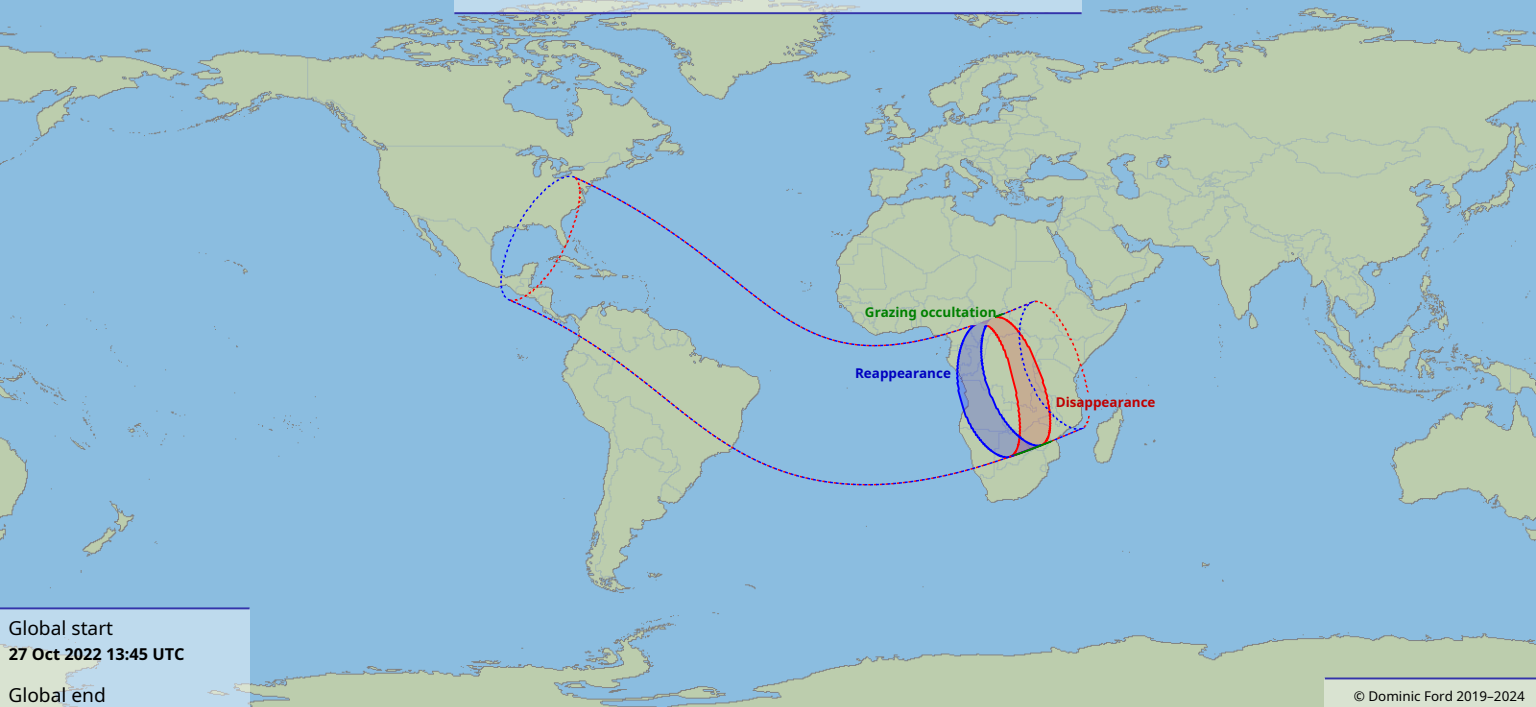 Grazing occultation
Reappearance
Disappearance
Global start
27 Oct 2022 13:45 UTC
Global end
© Dominic Ford 2019–2024